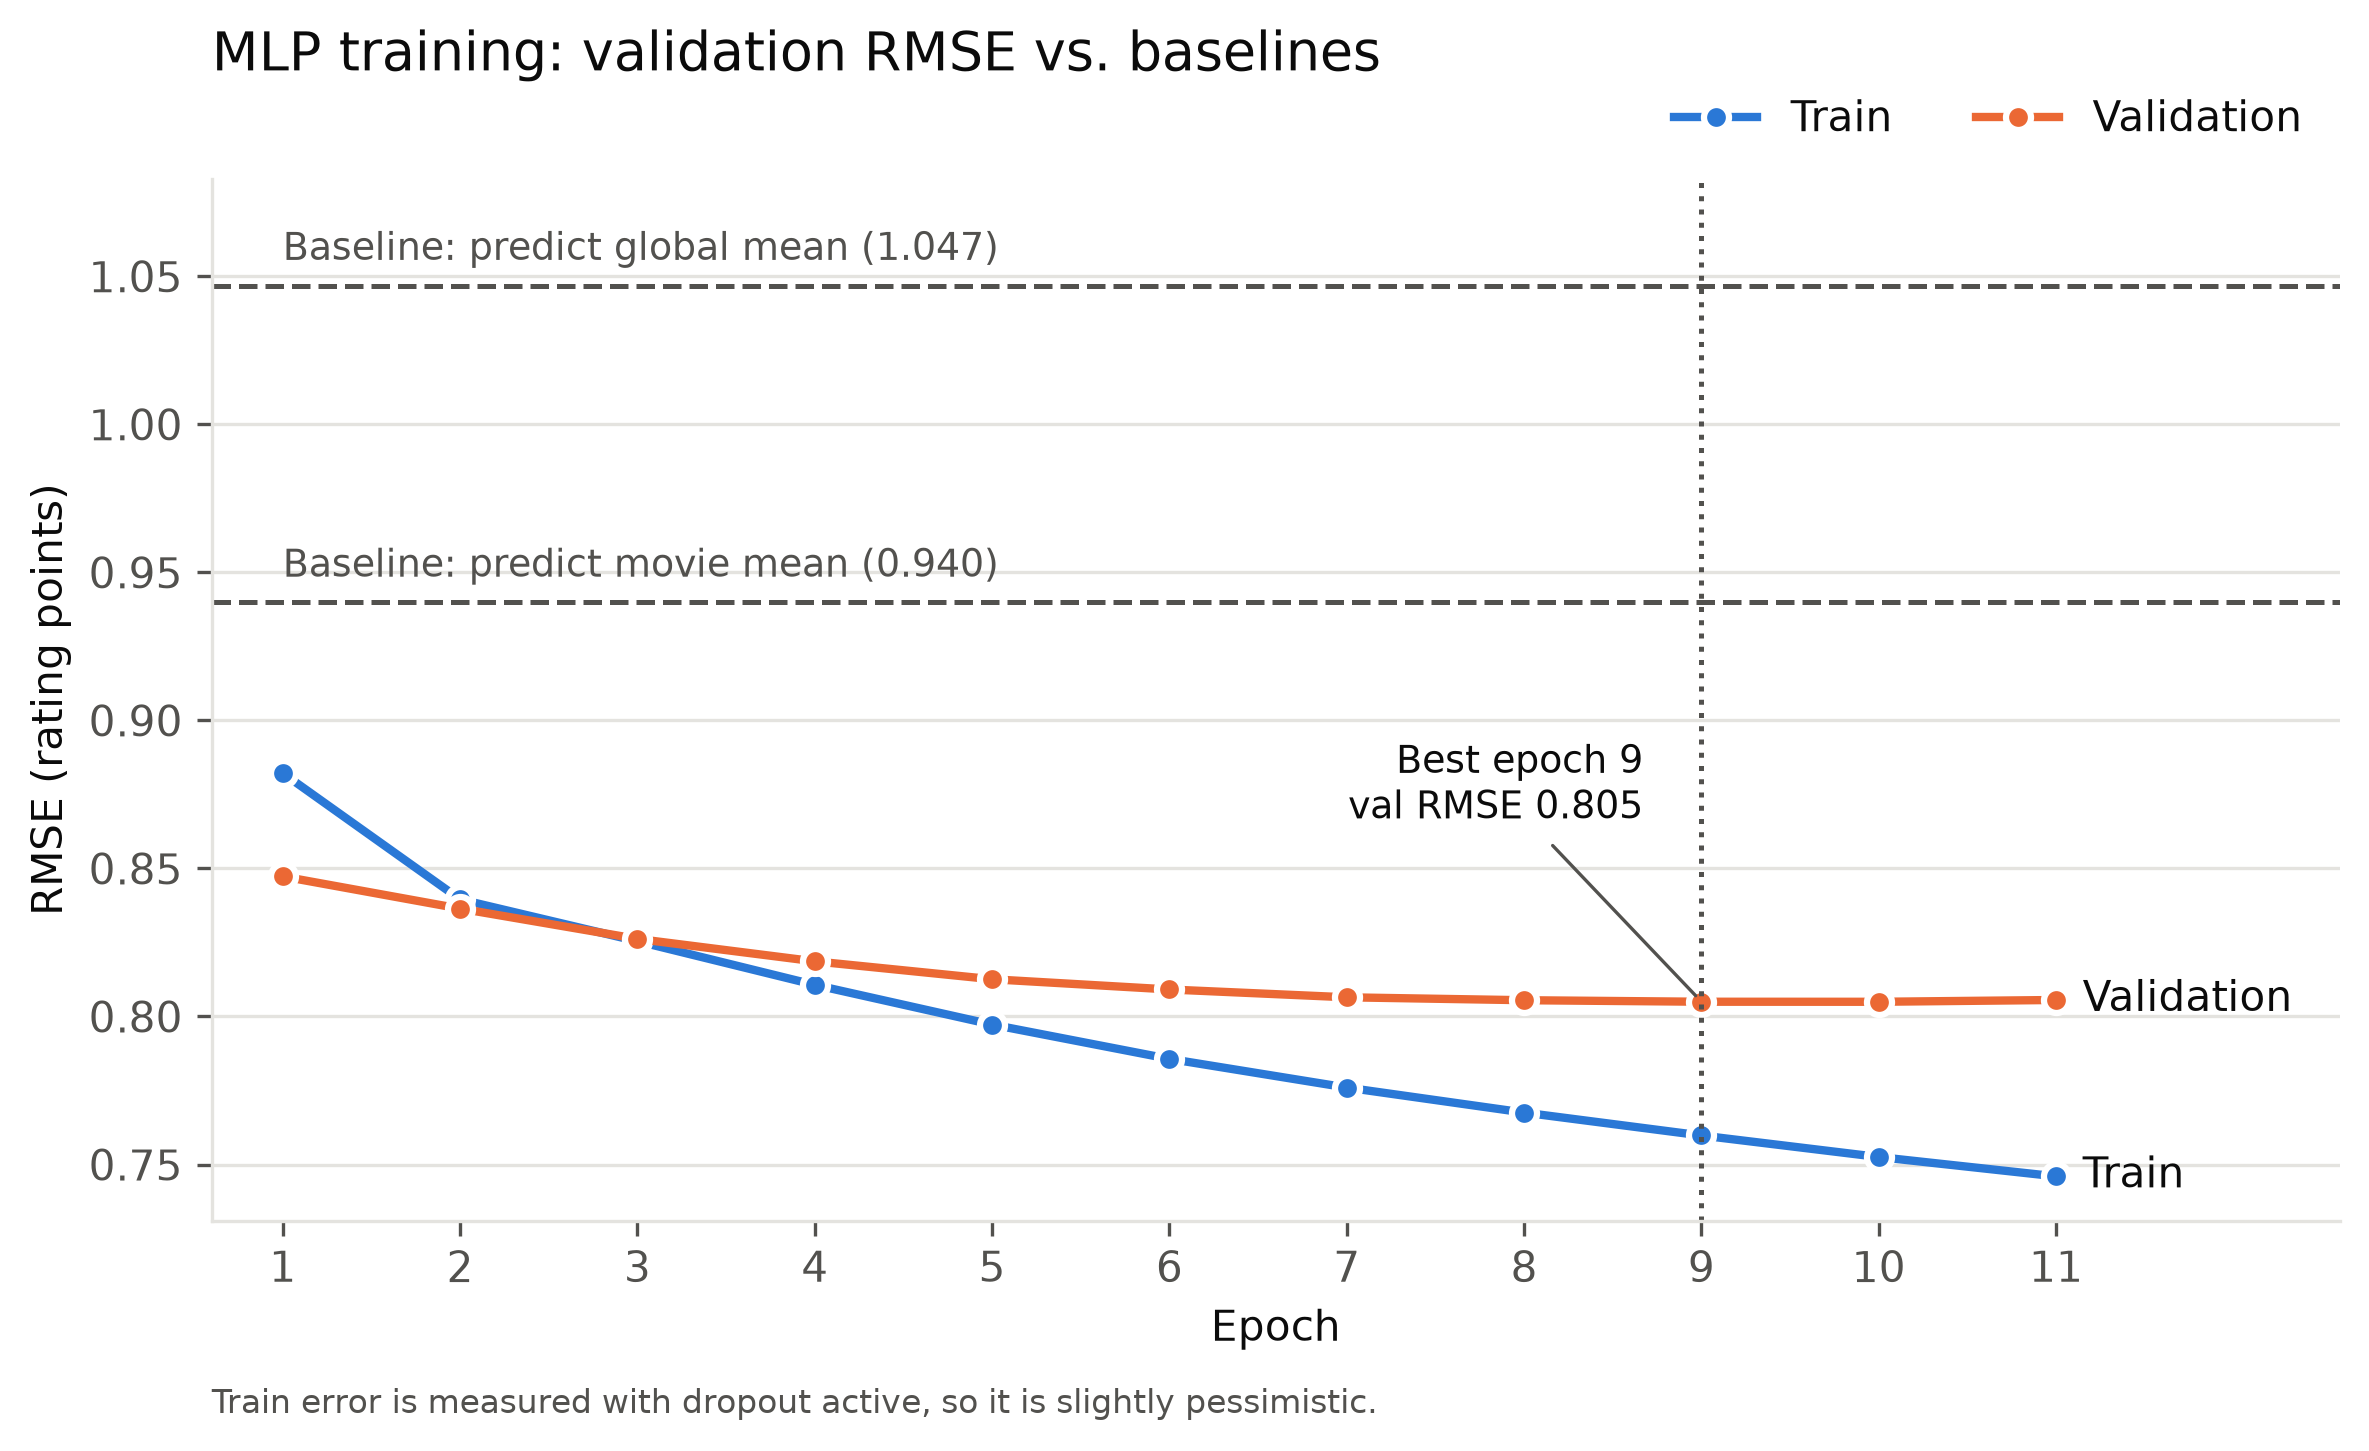 MLP training: validation RMSE vs. baselines
Train
Validation
Baseline: predict global mean (1.047)
1.05
1.00
Baseline: predict movie mean (0.940)
0.95
0.90
Best epoch 9
val RMSE 0.805
0.85
Validation
0.80
0.75
Train
RMSE (rating points)
1 2 3 4 5 6 7 8 9 10 11
Epoch
Train error is measured with dropout active, so it is slightly pessimistic.